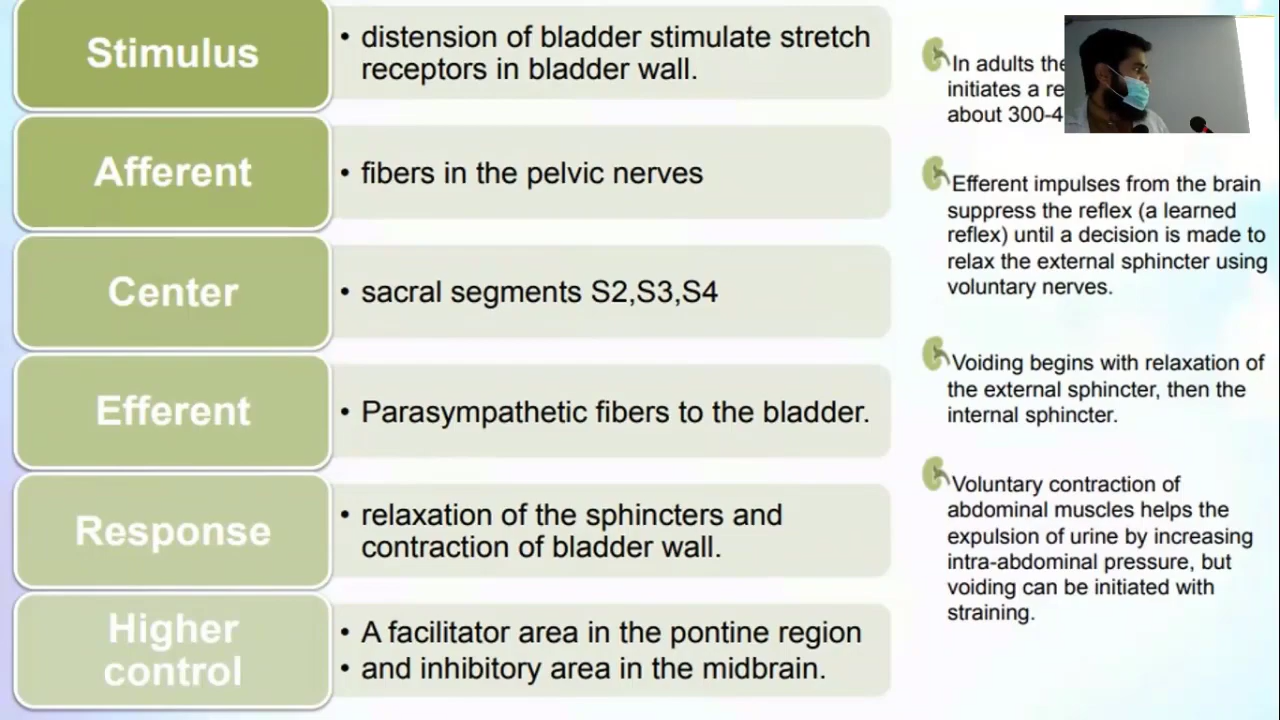 Stimulus
• distension of bladder stimulate stretch
receptors in bladder wall.
Afferent
• fibers in the pelvic nerves
Center
• sacral segments S2,S3,S4
Efferent
• Parasympathetic fibers to the bladder.
Response
• relaxation of the sphincters and
contraction of bladder wall.
Higher
control
• A facilitator area in the pontine region
• and inhibitory area in the midbrain.
In adults the
initiates a re
about 300-4
Efferent impulses from the brain
suppress the reflex (a learned
reflex) until a decision is made to
relax the external sphincter using
voluntary nerves.
Voiding begins with relaxation of
the external sphincter, then the
internal sphincter.
Voluntary contraction of
abdominal muscles helps the
expulsion of urine by increasing
intra-abdominal pressure, but
voiding can be initiated with
straining.